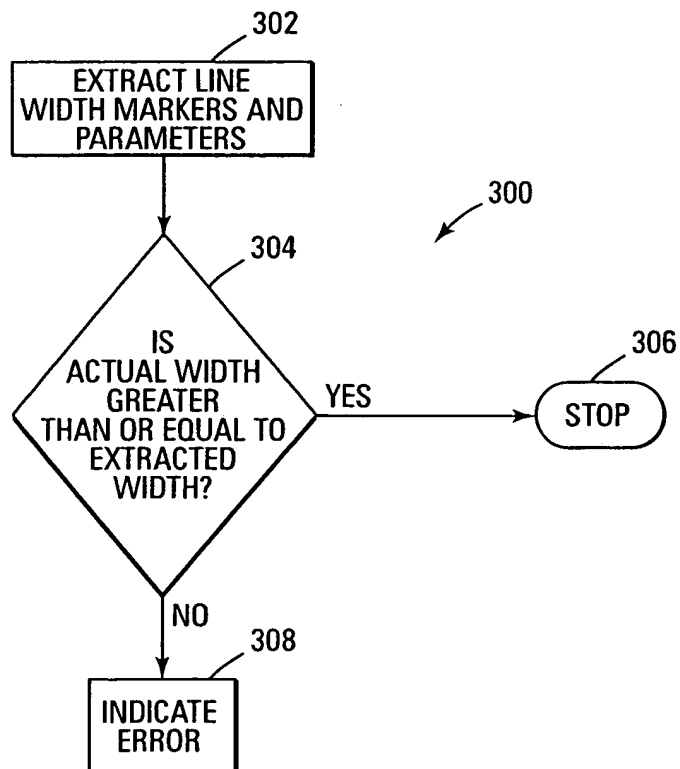 302
EXTRACT LINE
WIDTH MARKERS AND
PARAMETERS
300
304
IS
ACTUAL WIDTH
GREATER
THAN OR EQUAL TO
EXTRACTED
WIDTH?
YES
306
STOP
NO
308
INDICATE
ERROR